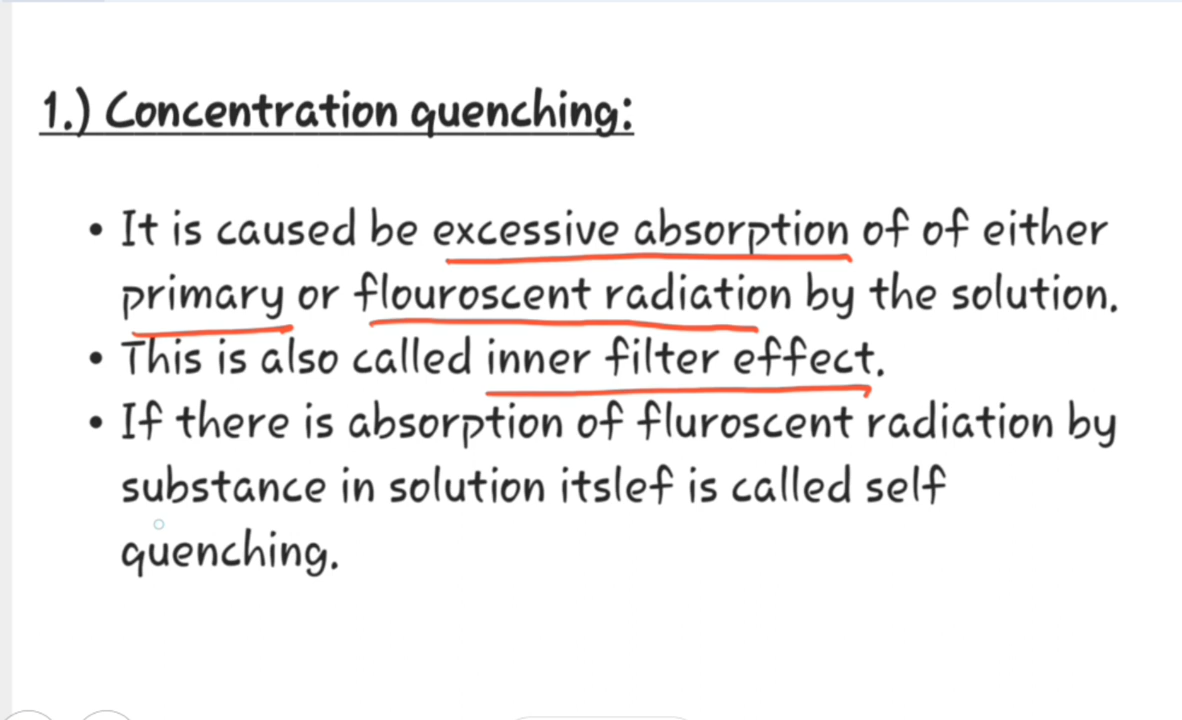 1.) Concentration quenching:
• It is caused be excessive absorption of of either
primary or flouroscent radiation by the solution.
• This is also called inner filter effect.
• If there is absorption of fluroscent radiation by
substance in solution itslef is called self
quenching.